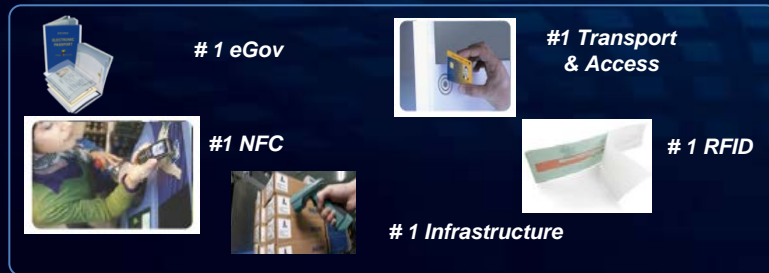 # 1 eGov
#1 Transport
& Access
#1 NFC
# 1 RFID
# 1 Infrastructure